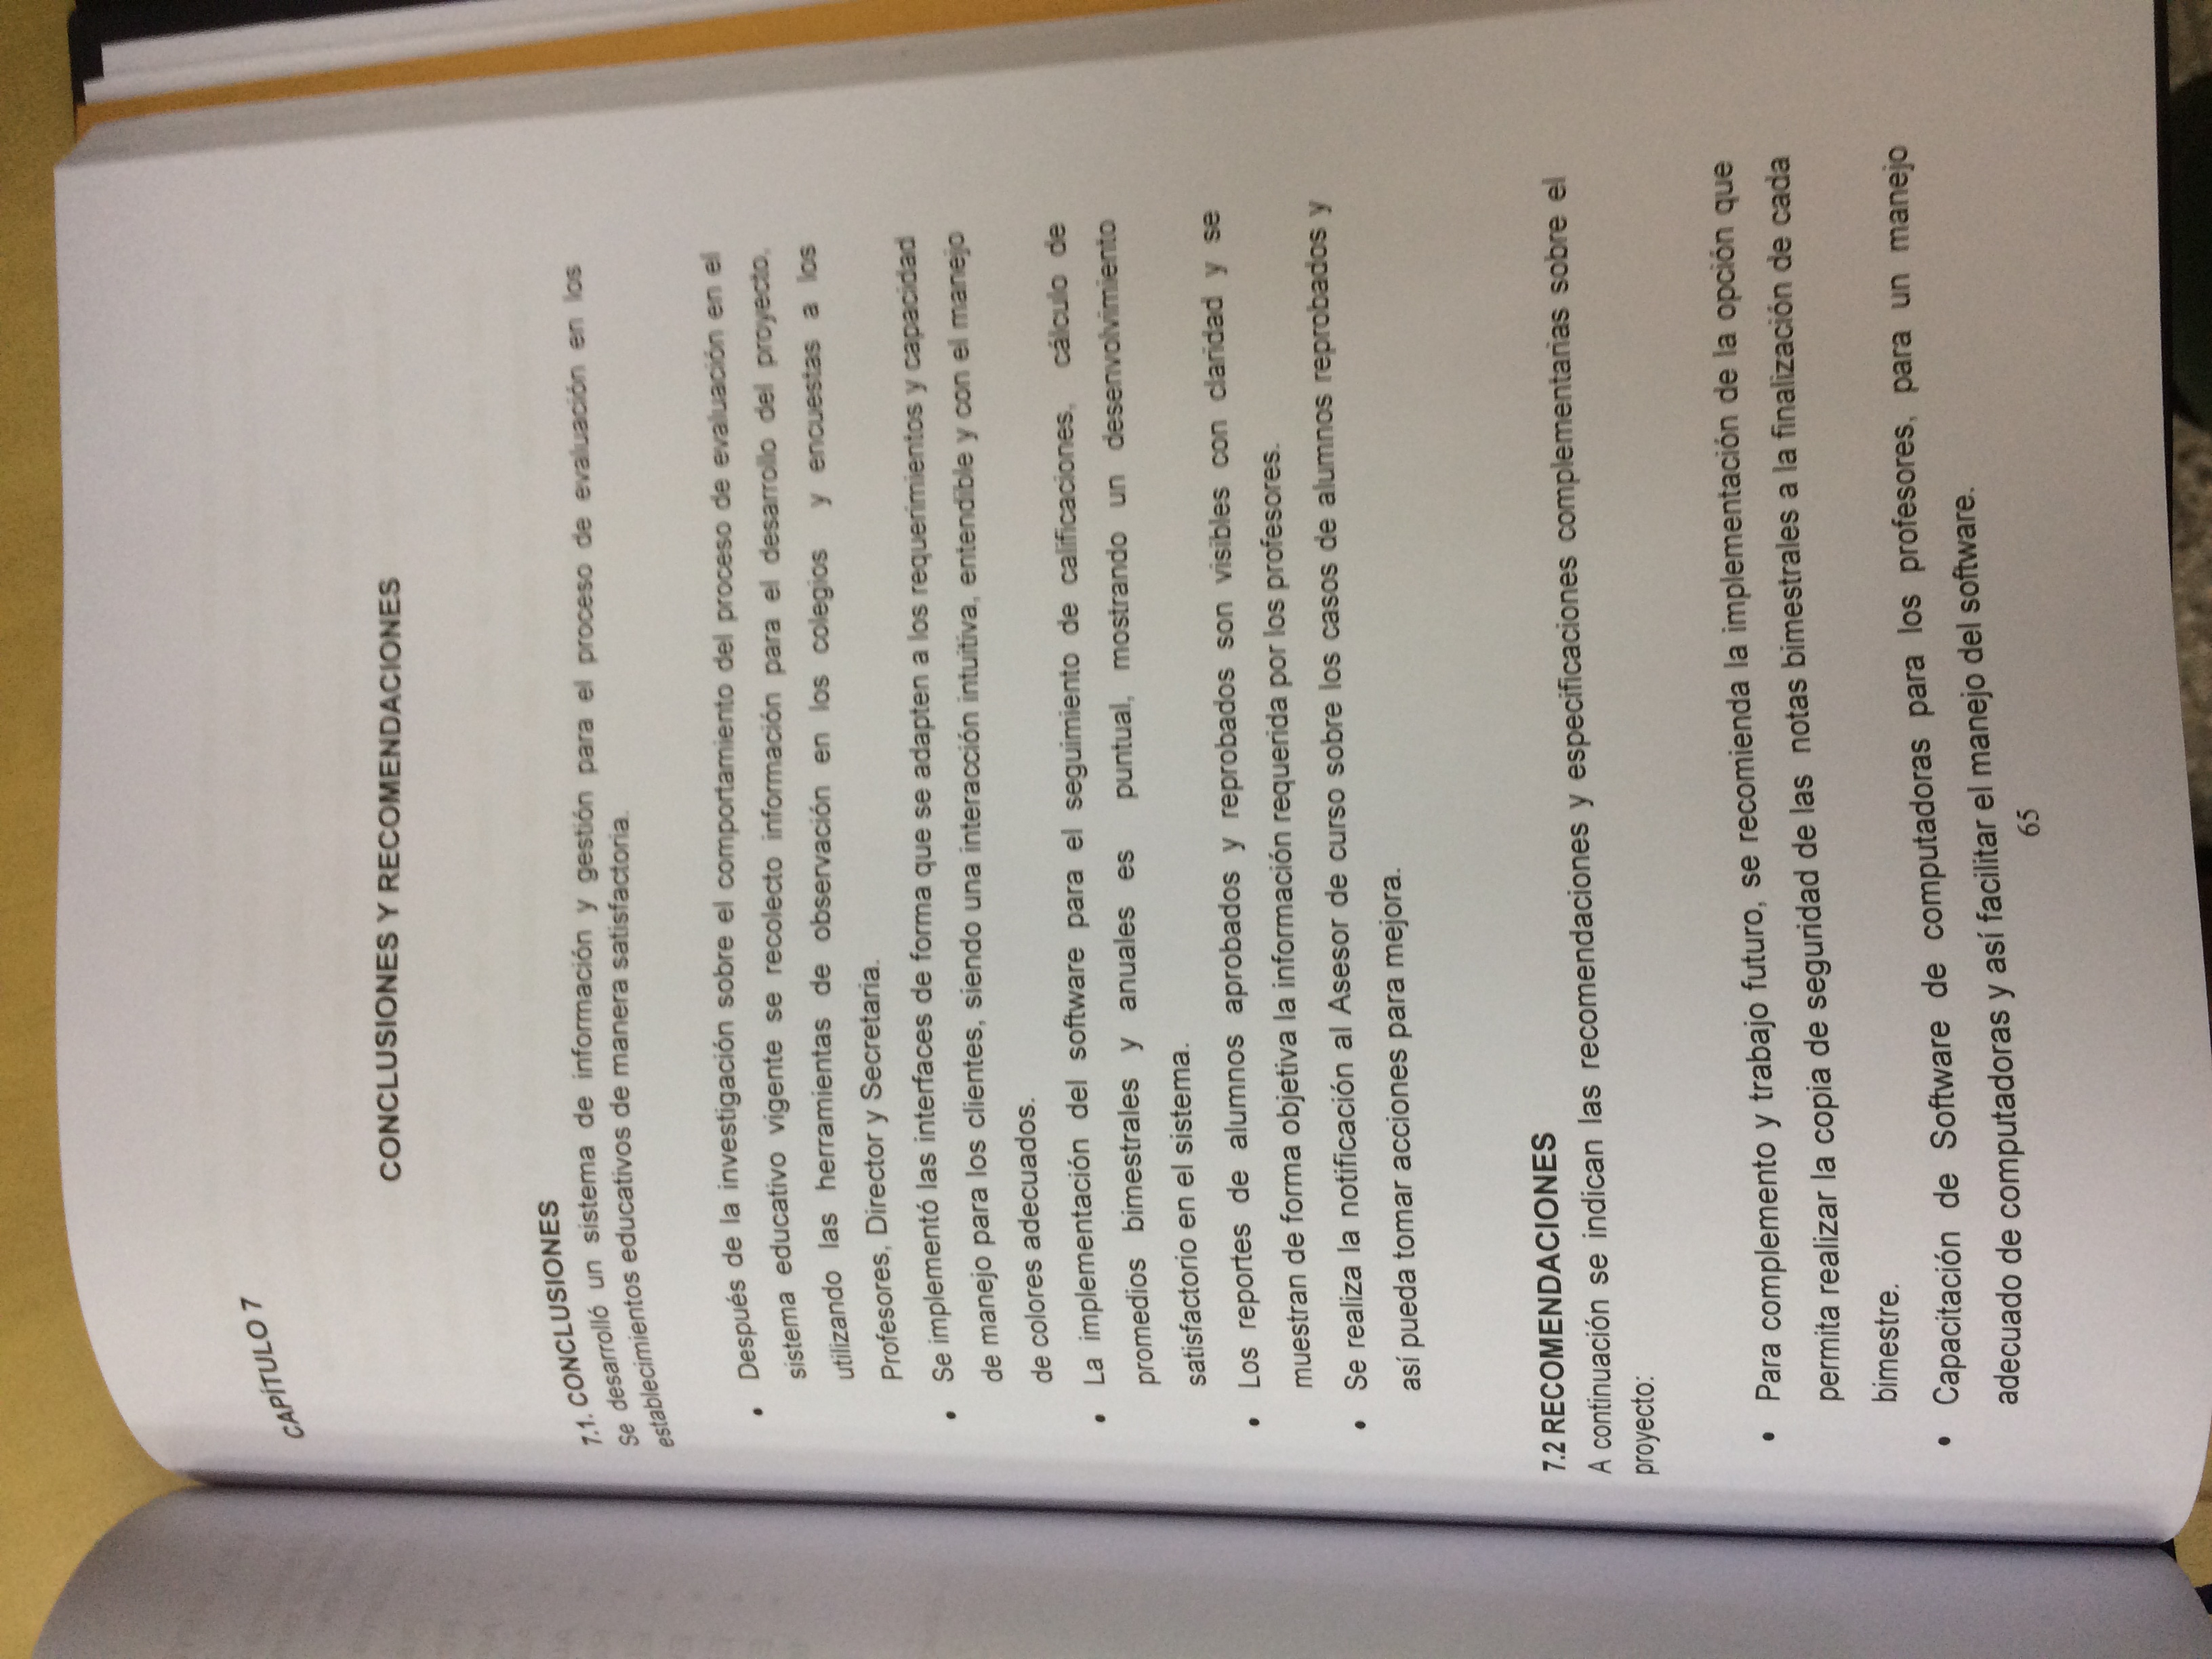 CAPÍTULO 7
CONCLUSIONES Y RECOMENDACIONES
7.1. CONCLUSIONES
Se desarrolló un sistema de información y gestión para el proceso de evaluación en los
establecimientos educativos de manera satisfactoria.
• Después de la investigación sobre el comportamiento del proceso de evaluación en el
sistema educativo vigente se recolecto información para el desarrollo del proyecto,
utilizando las herramientas de observación en los colegios y encuestas a los
Profesores, Director y Secretaria.
• Se implementó las interfaces de forma que se adapten a los requerimientos y capacidad
de manejo para los clientes, siendo una interacción intuitiva, entendible y con el manejo
de colores adecuados.
• La implementación del software para el seguimiento de calificaciones, cálculo de
promedios bimestrales y anuales es puntual, mostrando un desenvolvimiento
satisfactorio en el sistema.
• Los reportes de alumnos aprobados y reprobados son visibles con claridad y se
muestran de forma objetiva la información requerida por los profesores.
• Se realiza la notificación al Asesor de curso sobre los casos de alumnos reprobados y
así pueda tomar acciones para mejora.
7.2 RECOMENDACIONES
A continuación se indican las recomendaciones y especificaciones complementarias sobre el
proyecto:
• Para complemento y trabajo futuro, se recomienda la implementación de la opción que
permita realizar la copia de seguridad de las notas bimestrales a la finalización de cada
bimestre.
• Capacitación de Software de computadoras para los profesores, para un manejo
adecuado de computadoras y así facilitar el manejo del software.
65